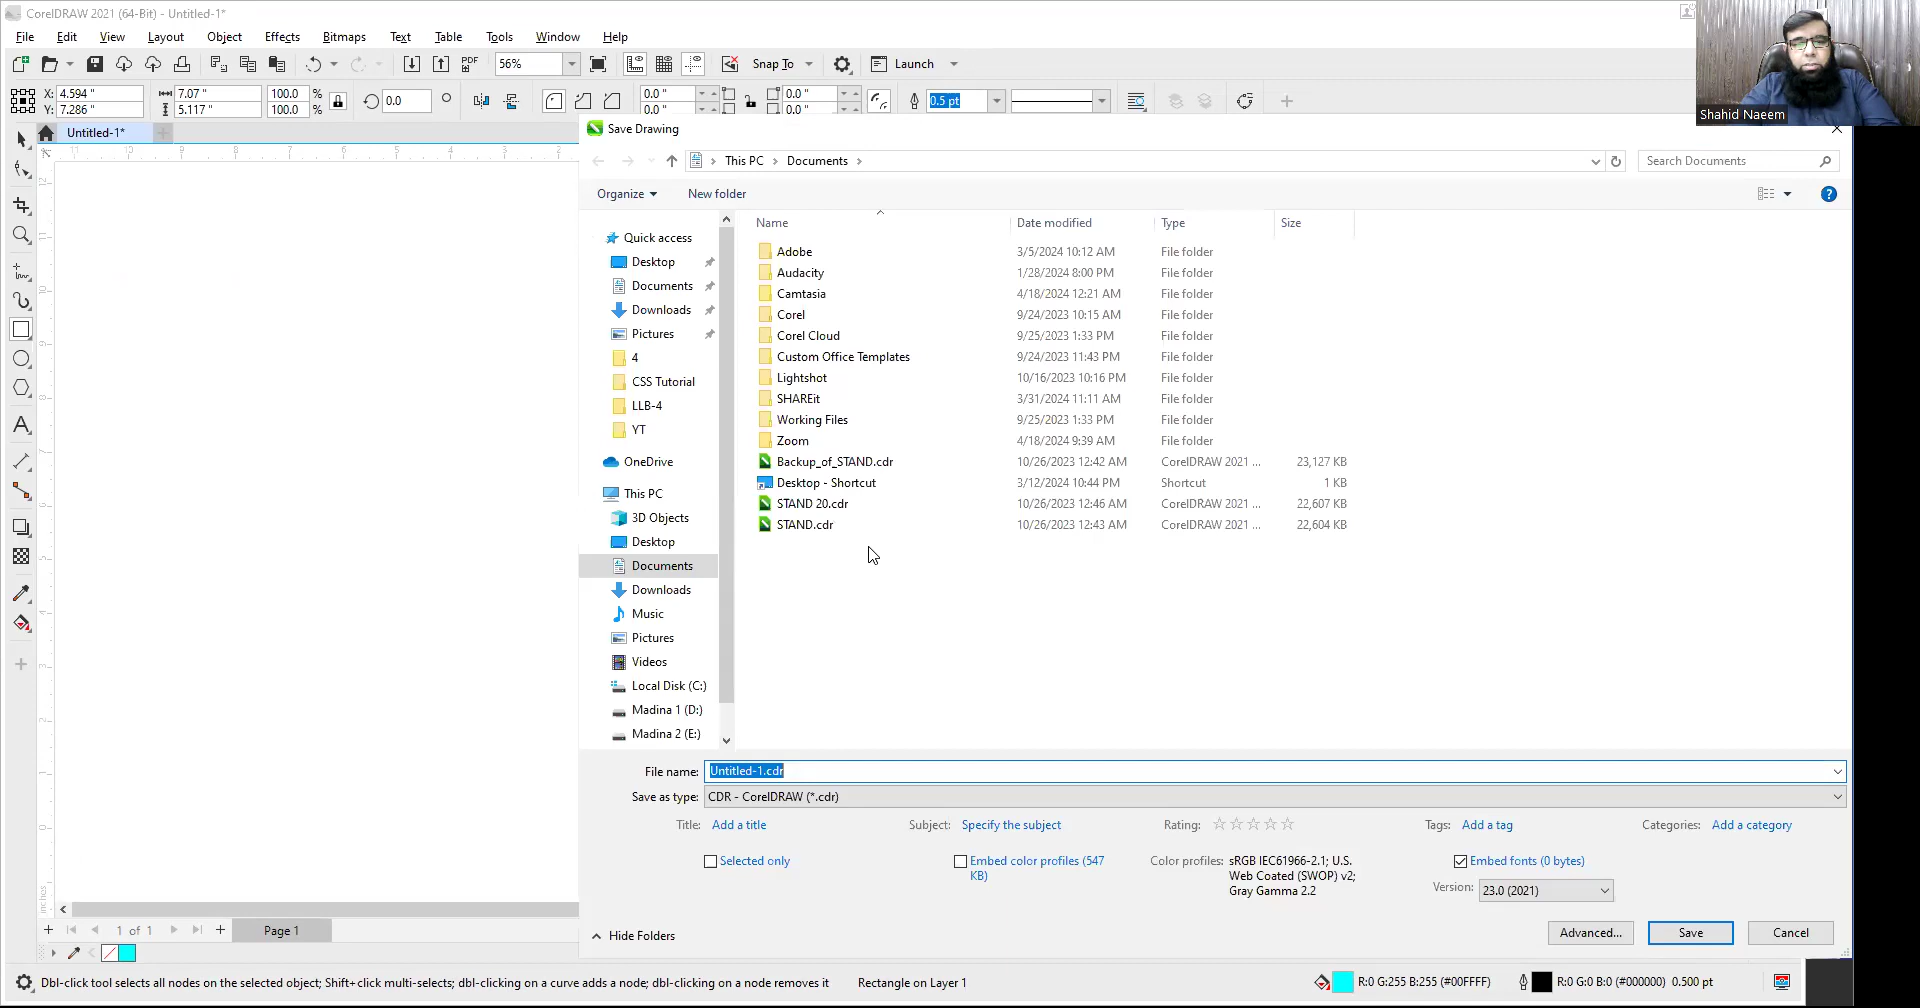 CorelDRAW 2021 (64-Bit) - Untitled-1*
File Edit View Layout Object Effects Bitmaps Text Table Tools Window Help
PDF 56% Snap To Launch
X: 4.594 " 7.07 " 100.0 % 0.0 ° 0.0 " 0.0 " 0.5 pt
Y: 7.286 " 5.117 " 100.0 % 0.0 " 0.0 "
Shahid Naeem
Untitled-1*
Save Drawing
11 10 9 8 7 6 5 4 3 2
This PC Documents Search Documents
Organize New folder
Name Date modified Type Size
Quick access
Desktop
Documents
Downloads
Pictures
4
CSS Tutorial
LLB-4
YT
OneDrive
This PC
3D Objects
Desktop
Documents
Downloads
Music
Pictures
Videos
Local Disk (C:)
Madina 1 (D:)
Madina 2 (E:)
Adobe 3/5/2024 10:12 AM File folder
Audacity 1/28/2024 8:00 PM File folder
Camtasia 4/18/2024 12:21 AM File folder
Corel 9/24/2023 10:15 AM File folder
Corel Cloud 9/25/2023 1:33 PM File folder
Custom Office Templates 9/24/2023 11:43 PM File folder
Lightshot 10/16/2023 10:16 PM File folder
SHAREit 3/31/2024 11:11 AM File folder
Working Files 9/25/2023 1:33 PM File folder
Zoom 4/18/2024 9:39 AM File folder
Backup_of_STAND.cdr 10/26/2023 12:42 AM CorelDRAW 2021 ... 23,127 KB
Desktop - Shortcut 3/12/2024 10:44 PM Shortcut 1 KB
STAND 20.cdr 10/26/2023 12:46 AM CorelDRAW 2021 ... 22,607 KB
STAND.cdr 10/26/2023 12:43 AM CorelDRAW 2021 ... 22,604 KB
File name: Untitled-1.cdr
Save as type: CDR - CorelDRAW (*.cdr)
Title: Add a title Subject: Specify the subject Rating: Tags: Add a tag Categories: Add a category
Selected only Embed color profiles (547 KB)
Color profiles: sRGB IEC61966-2.1; U.S.
Web Coated (SWOP) v2;
Gray Gamma 2.2
Embed fonts (0 bytes)
Version: 23.0 (2021)
Hide Folders Advanced... Save Cancel
inches
1 of 1 Page 1
Dbl-click tool selects all nodes on the selected object; Shift+click multi-selects; dbl-clicking on a curve adds a node; dbl-clicking on a node removes it Rectangle on Layer 1 R:0 G:255 B:255 (#00FFFF) R:0 G:0 B:0 (#000000) 0.500 pt